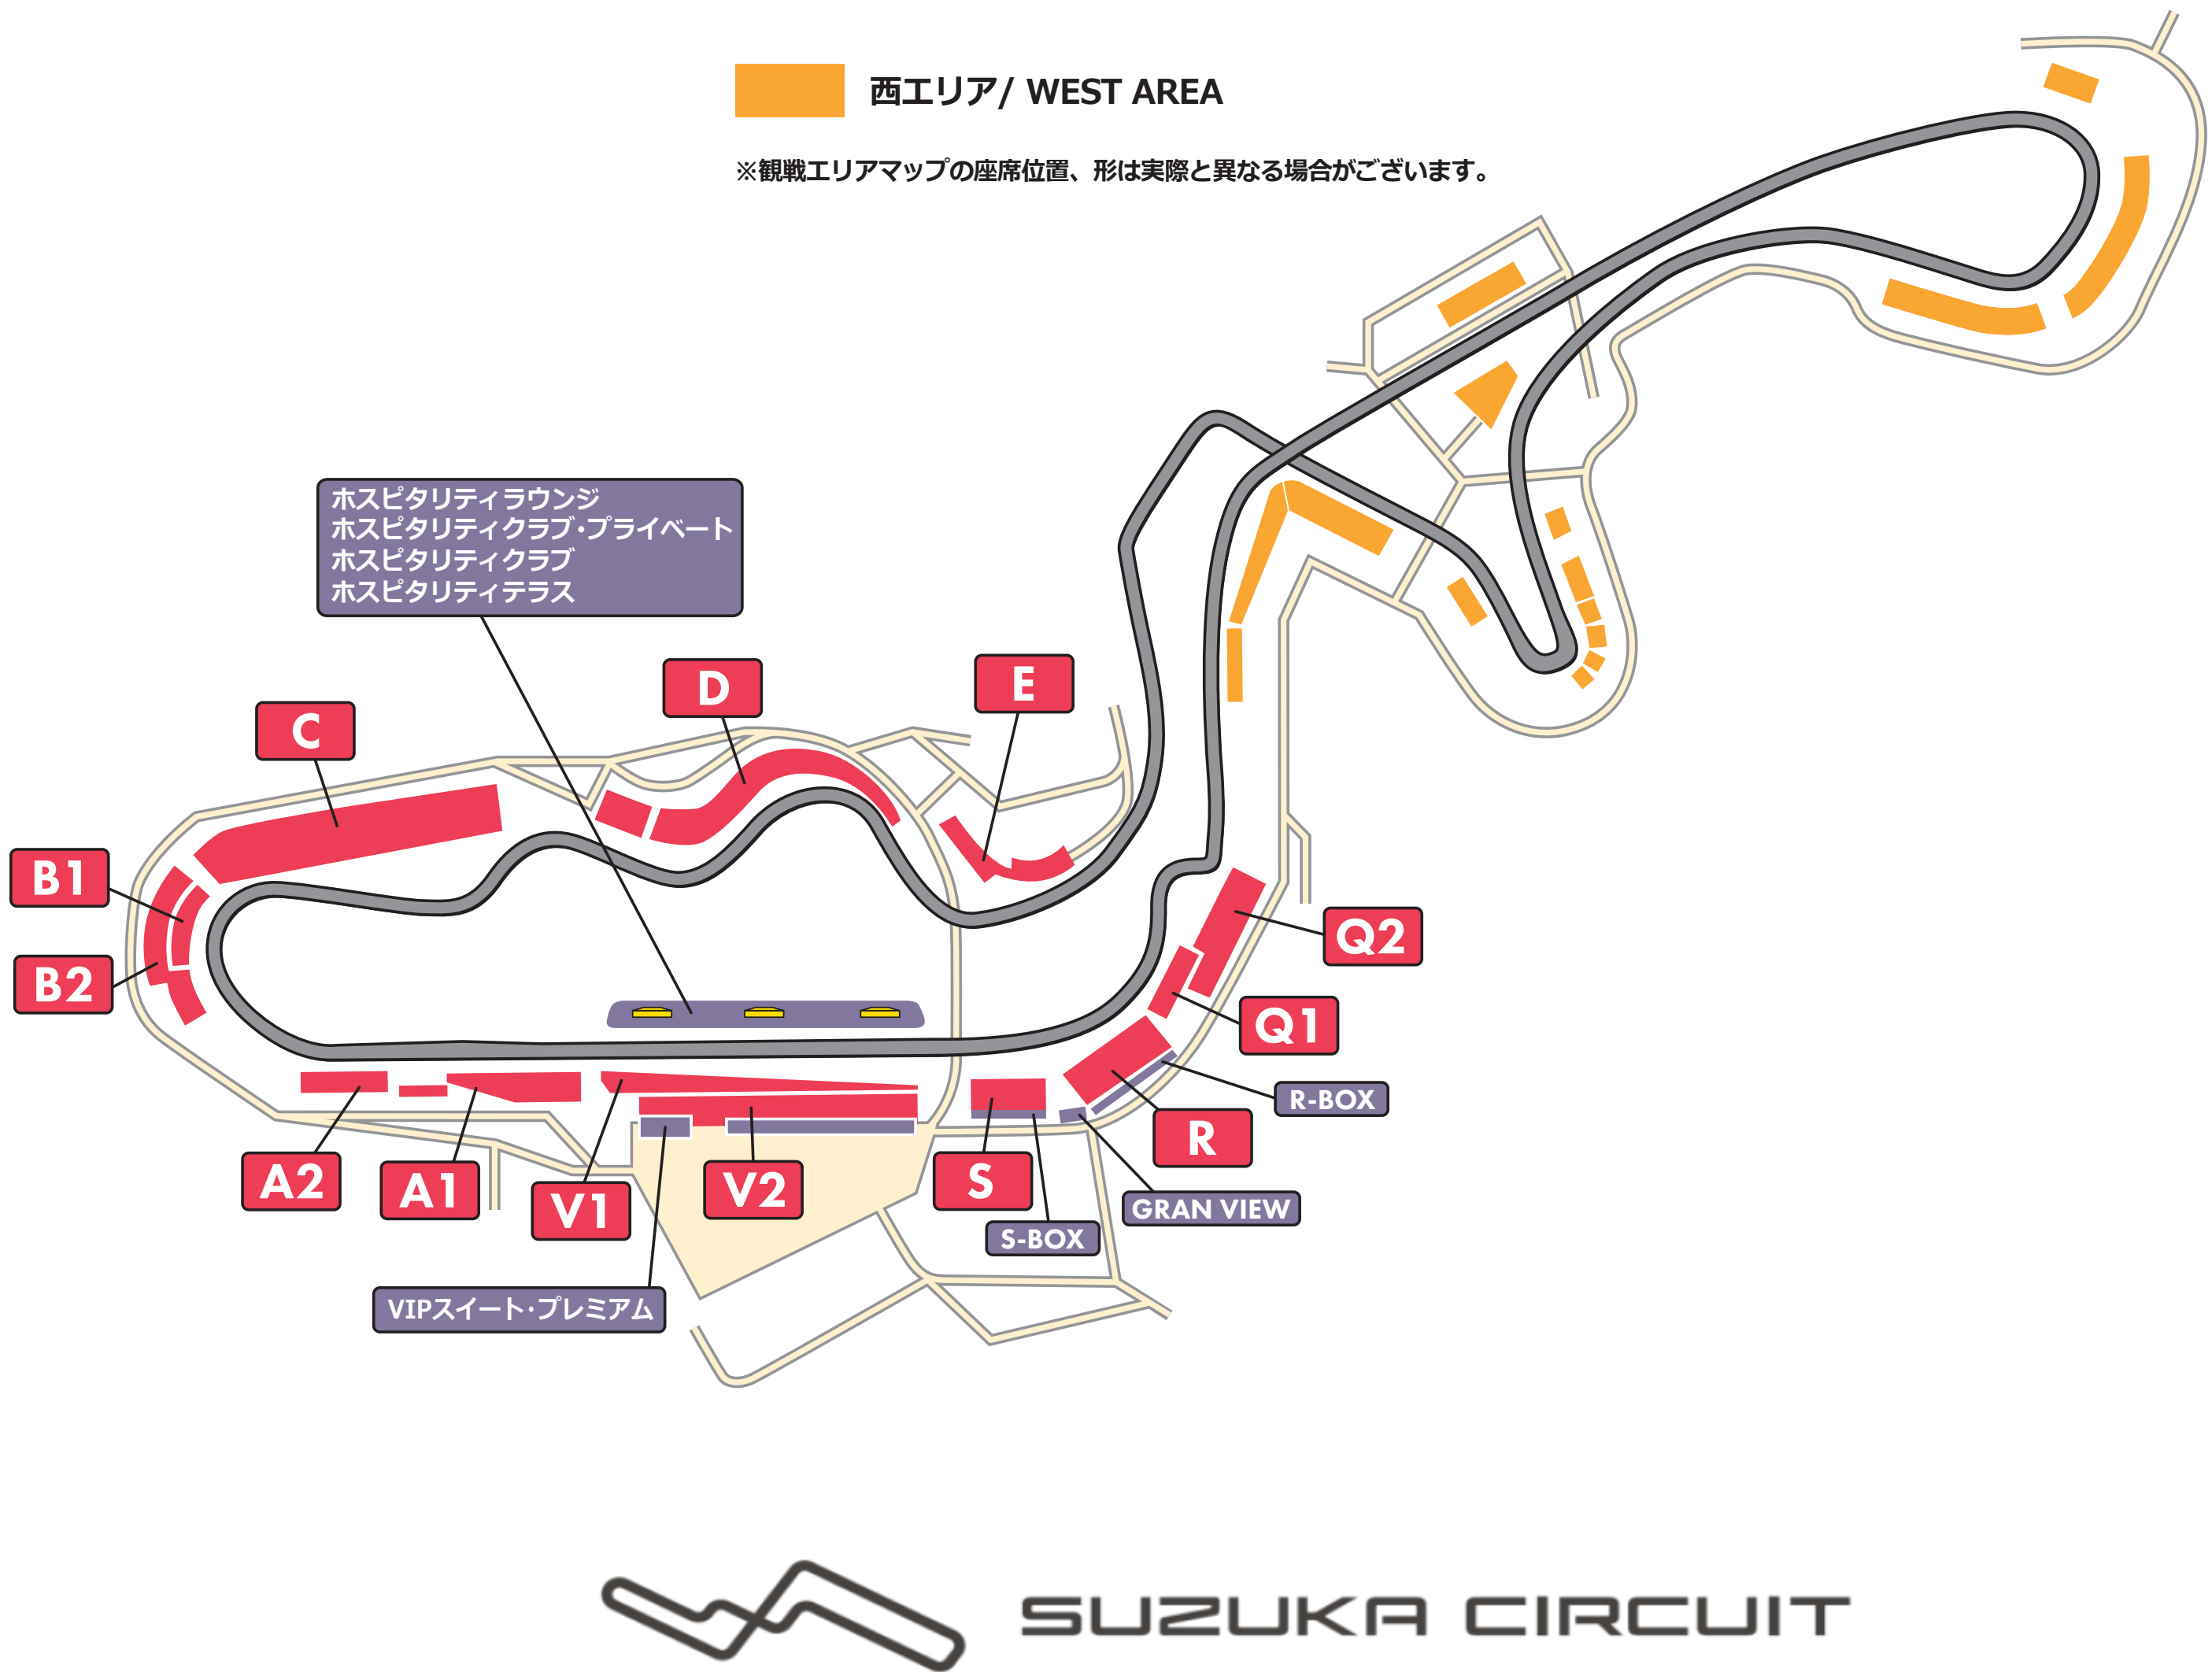 西エリア/ WEST AREA
※観戦エリアマップの座席位置、形は実際と異なる場合がございます。
ホスピタリティラウンジ
ホスピタリティクラブ・プライベート
ホスピタリティクラブ
ホスピタリティテラス
D
E
C
B1
B2
Q2
Q1
R-BOX
R
A2
A1
V1
V2
S
GRAN VIEW
S-BOX
VIPスイート・プレミアム
SUZUKA CIRCUIT